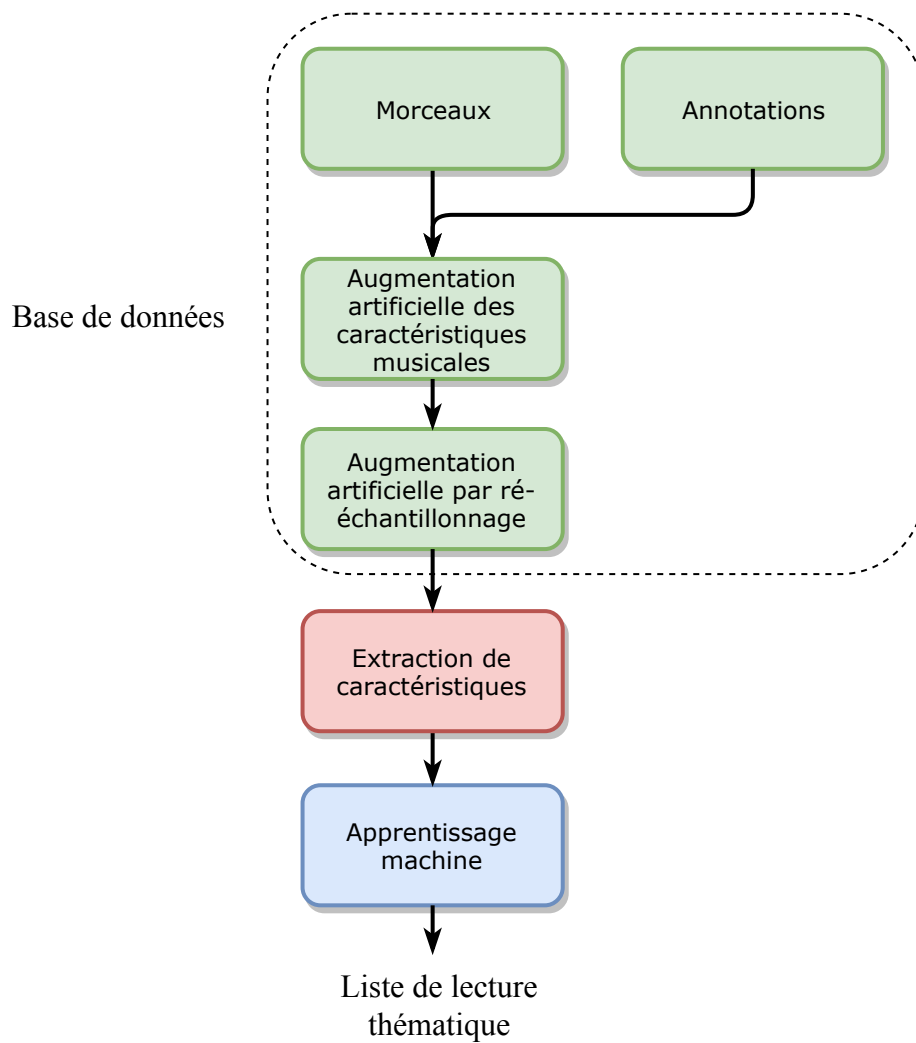 Morceaux
Annotations
Augmentation
artificielle des
caractéristiques
musicales
Base de données
Augmentation
artificielle par ré-
échantillonnage
Extraction de
caractéristiques
Apprentissage
machine
Liste de lecture
thématique